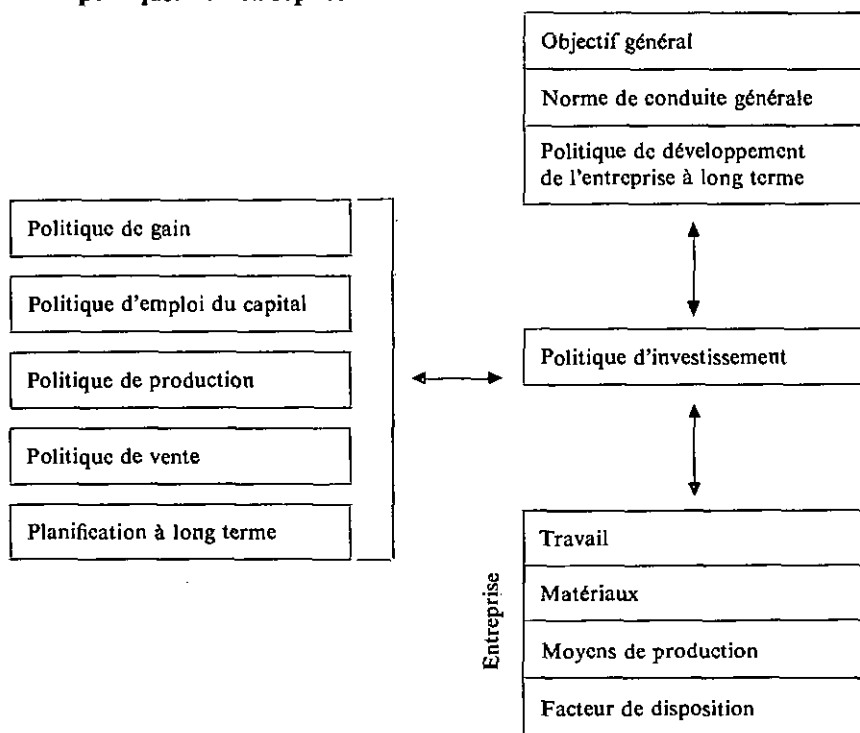 Objectif général
Norme de conduite générale
Politique de développement
de l'entreprise à long terme
Politique de gain
Politique d'emploi du capital
Politique de production
Politique de vente
Planification à long terme
Politique d'investissement
Entreprise
Travail
Matériaux
Moyens de production
Facteur de disposition